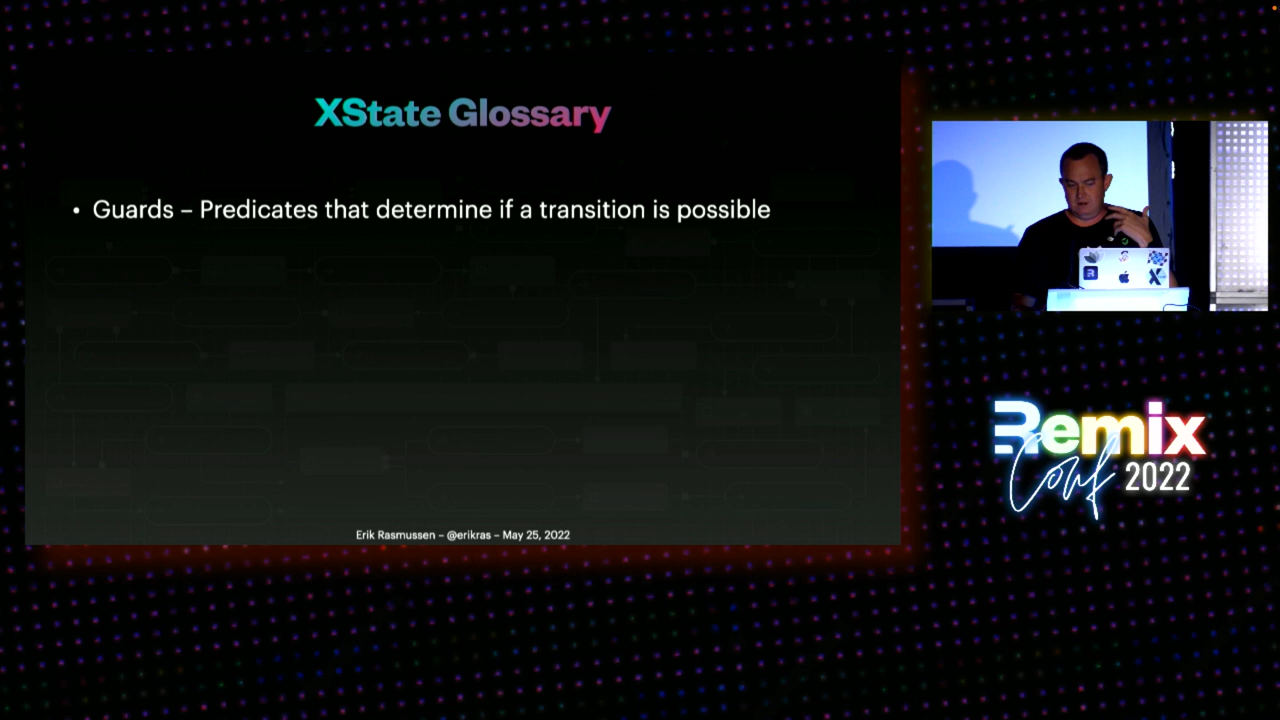 XState Glossary
• Guards – Predicates that determine if a transition is possible
Erik Rasmussen – @erikras – May 25, 2022
Remix
Conf 2022